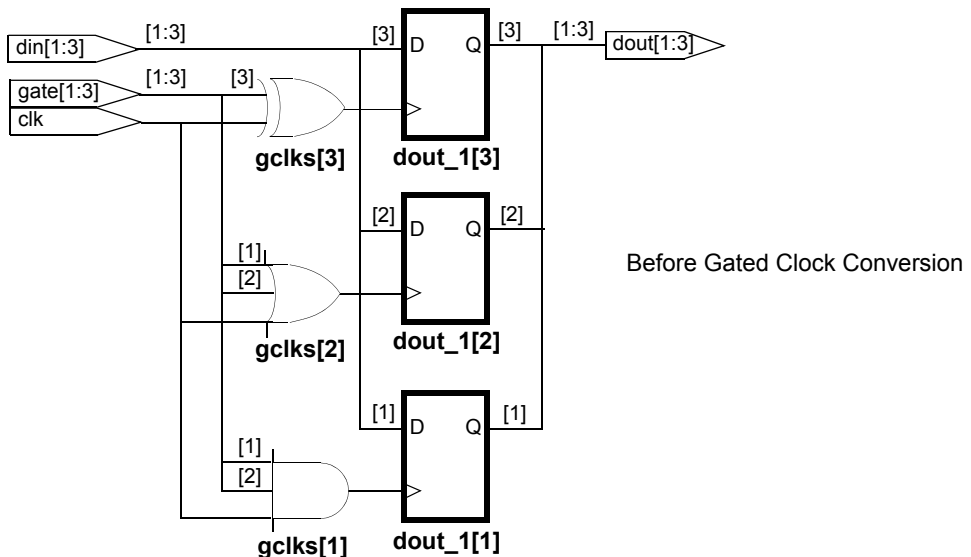 din[1:3]
[1:3]
[3]
D
Q
[3]
[1:3]
dout[1:3]
gate[1:3]
[1:3]
[3]
clk
gclks[3]
dout_1[3]
[2]
D
Q
[2]
[1]
[2]
Before Gated Clock Conversion
gclks[2]
dout_1[2]
[1]
D
Q
[1]
[1]
[2]
gclks[1]
dout_1[1]